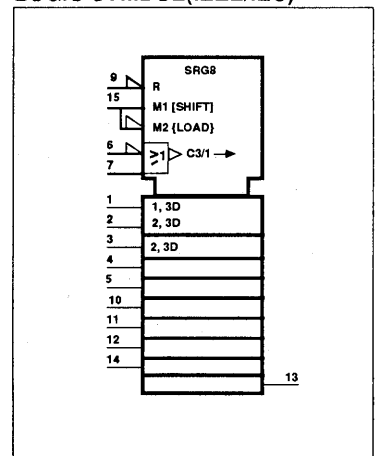 LOGIC SYMBOL(IEEE/IEC)
SRG8
9
R
15
M1 [SHIFT]
M2 [LOAD]
6
≥1 C3/1 →
7
1 1, 3D
2 2, 3D
3 2, 3D
4
5
10
11
12
14
13